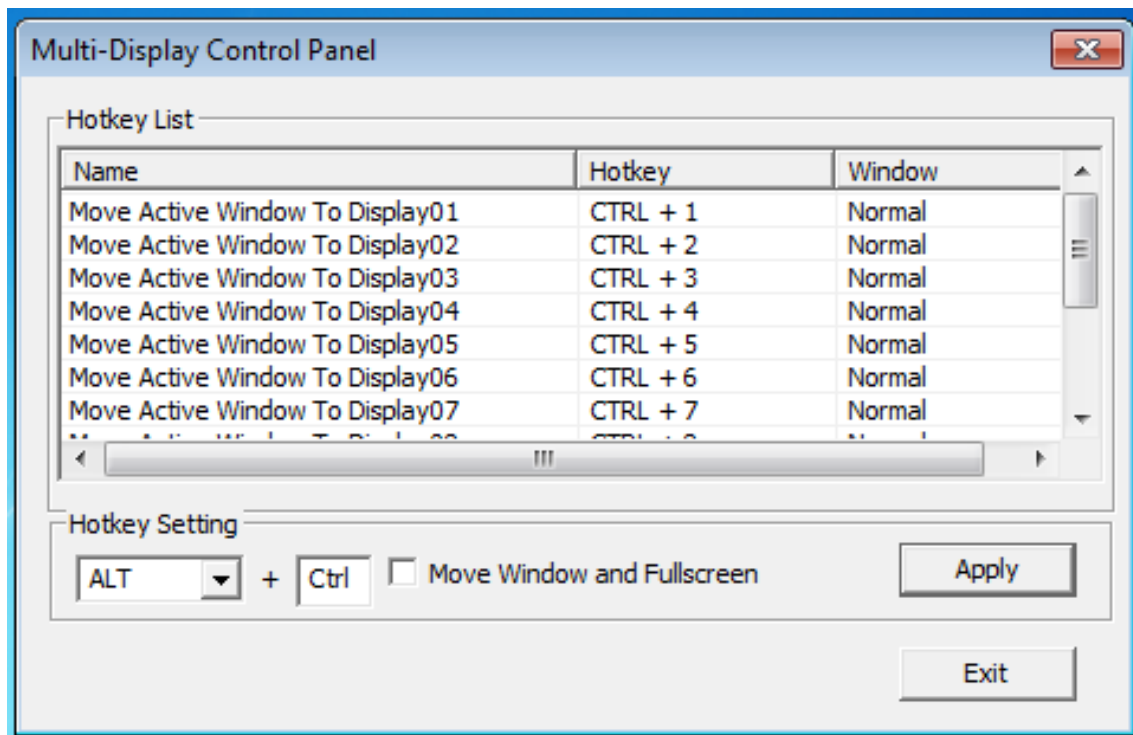 Multi-Display Control Panel
Hotkey List
Name Hotkey Window
Move Active Window To Display01 CTRL + 1 Normal
Move Active Window To Display02 CTRL + 2 Normal
Move Active Window To Display03 CTRL + 3 Normal
Move Active Window To Display04 CTRL + 4 Normal
Move Active Window To Display05 CTRL + 5 Normal
Move Active Window To Display06 CTRL + 6 Normal
Move Active Window To Display07 CTRL + 7 Normal
Hotkey Setting
ALT + Ctrl Move Window and Fullscreen Apply
Exit